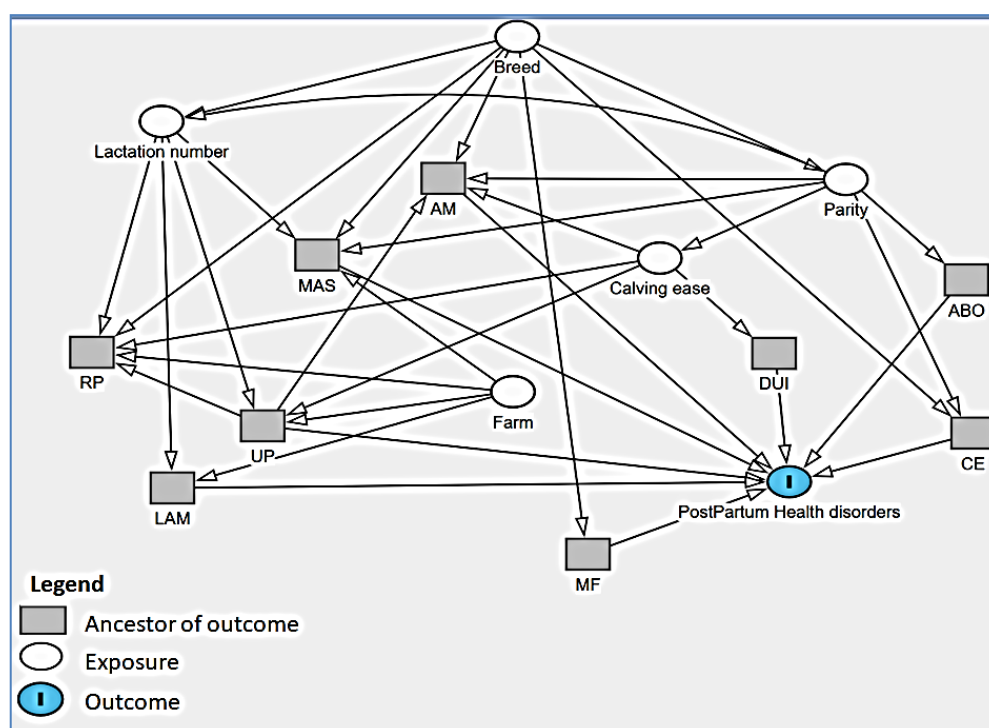 Breed
Lactation number
AM
Parity
MAS
Calving ease
ABO
RP
DUI
Farm
UP
CE
LAM
PostPartum Health disorders
MF
Legend
Ancestor of outcome
Exposure
Outcome